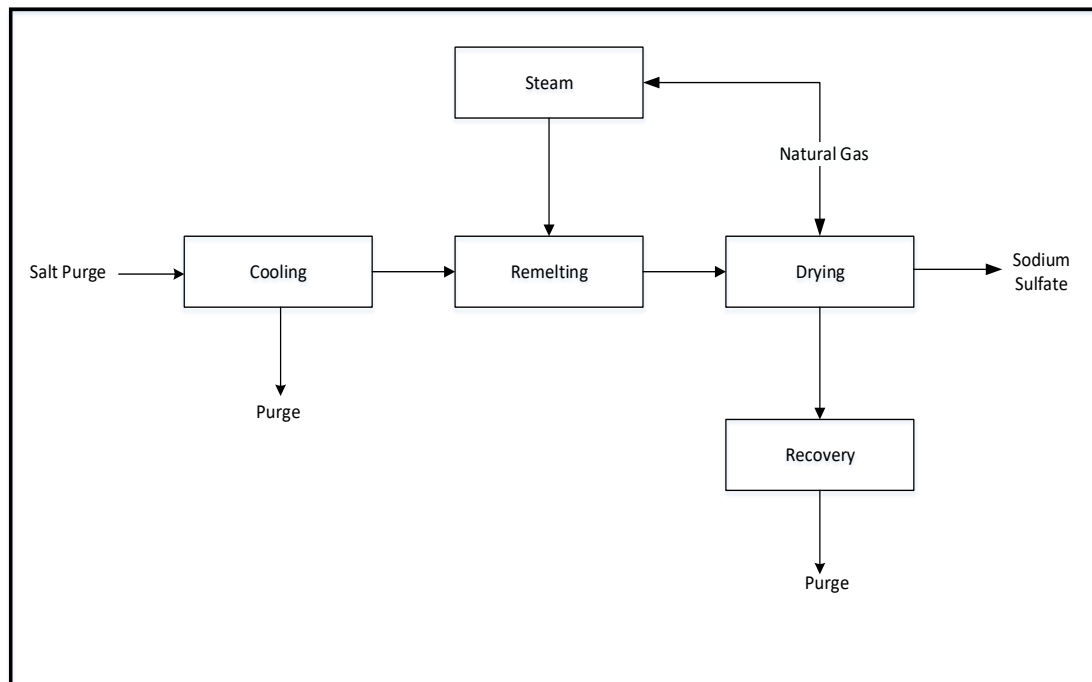 Steam
Natural Gas
Salt Purge
Cooling
Remelting
Drying
Sodium
Sulfate
Purge
Recovery
Purge